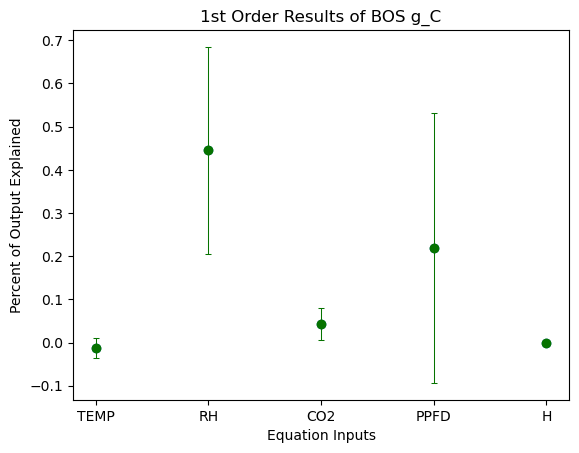 1st Order Results of BOS g_C
Percent of Output Explained
0.7
0.6
0.5
0.4
0.3
0.2
0.1
0.0
−0.1
TEMP RH CO2 PPFD H
Equation Inputs